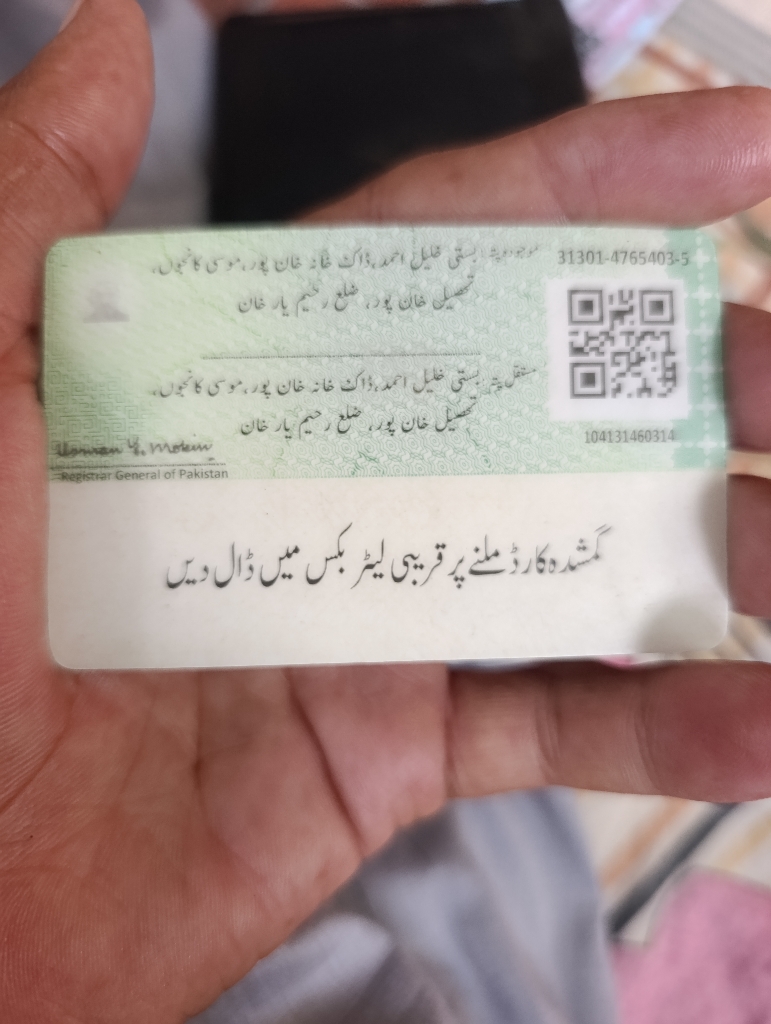 موجودہ پتہ: بستی خلیل احمد، ڈاک خانہ خان پور، موسی کانجوں، 31301-4765403-5
تحصیل خان پور، ضلع رحیم یار خان
مستقل پتہ: بستی خلیل احمد، ڈاک خانہ خان پور، موسی کانجوں،
تحصیل خان پور، ضلع رحیم یار خان
104131460314
Usman Y. Mobin
Registrar General of Pakistan
گمشدہ کارڈ ملنے پر قریبی لیٹر بکس میں ڈال دیں